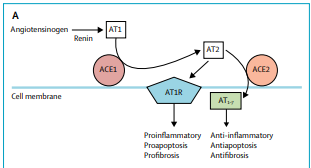 A
Angiotensinogen
AT1
Renin
AT2
ACE1
ACE2
AT1R
AT1-7
Cell membrane
Proinflammatory
Proapoptosis
Profibrosis
Anti-inflammatory
Antiapoptosis
Antifibrosis